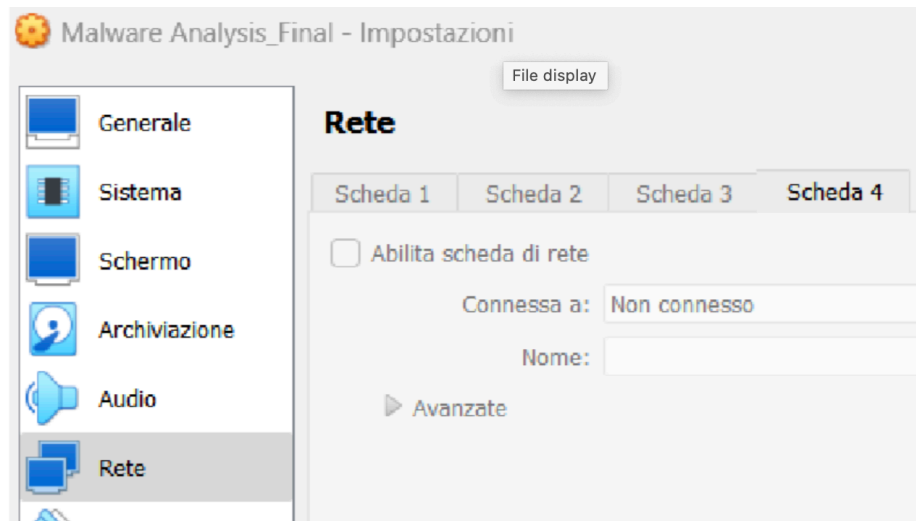 Malware Analysis_Final - Impostazioni
File display
Generale
Sistema
Schermo
Archiviazione
Audio
Rete
Rete
Scheda 1 Scheda 2 Scheda 3 Scheda 4
Abilita scheda di rete
Connessa a: Non connesso
Nome:
Avanzate